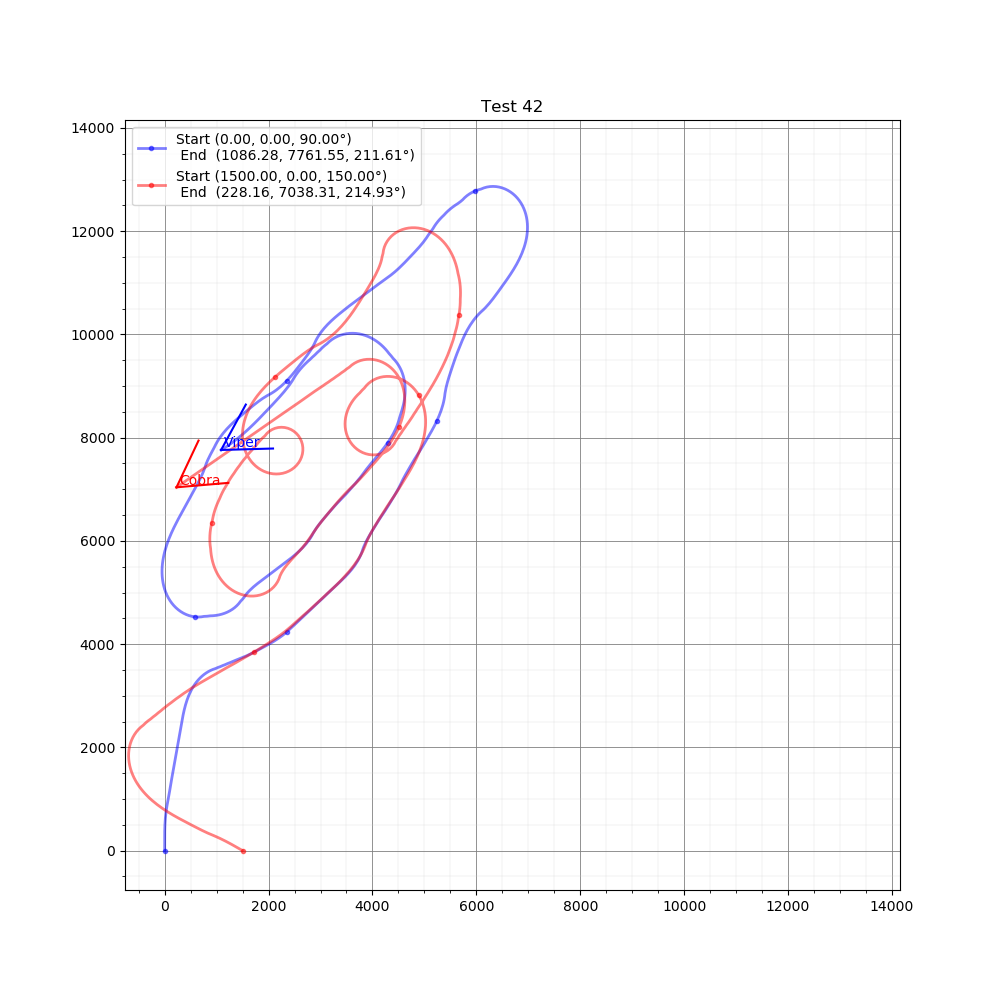 Test 42
Start (0.00, 0.00, 90.00°)
End (1086.28, 7761.55, 211.61°)
Start (1500.00, 0.00, 150.00°)
End (228.16, 7038.31, 214.93°)
14000
12000
10000
8000
6000
4000
2000
0
Viper
Cobra
0 2000 4000 6000 8000 10000 12000 14000